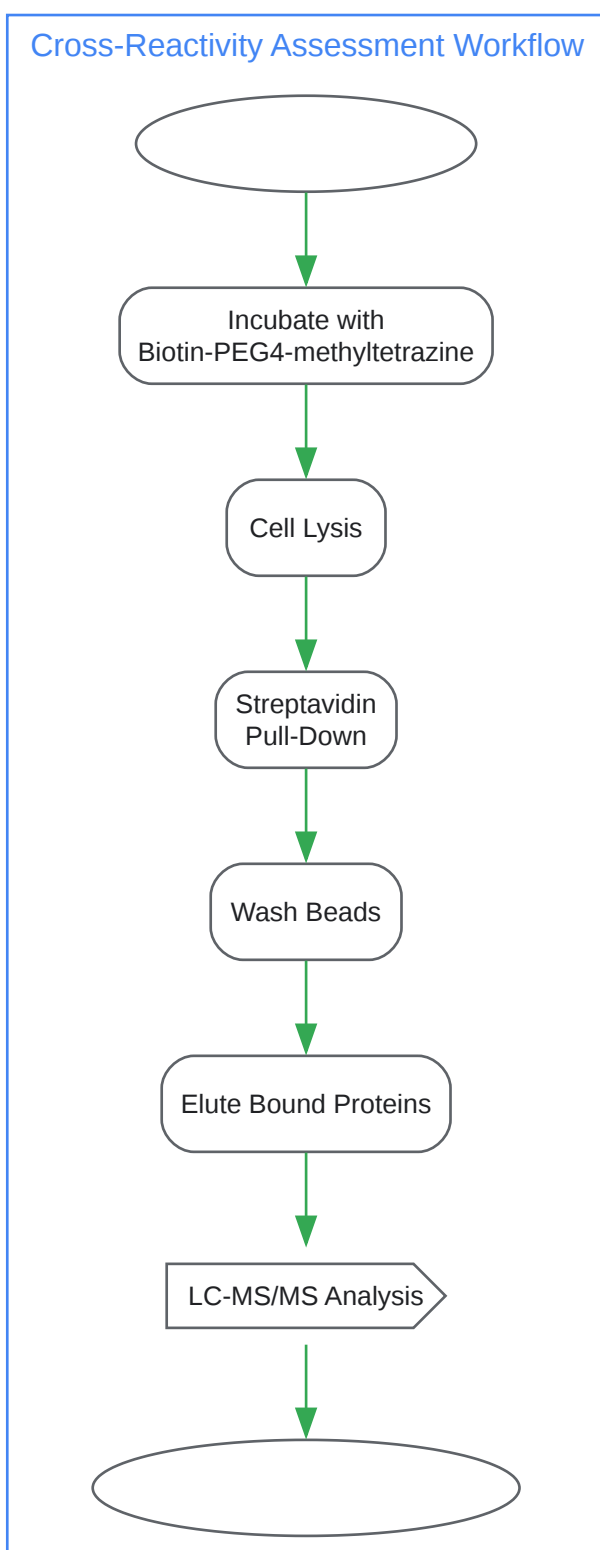 Cross-Reactivity Assessment Workflow
Incubate with
Biotin-PEG4-methyltetrazine
Cell Lysis
Streptavidin
Pull-Down
Wash Beads
Elute Bound Proteins
LC-MS/MS Analysis